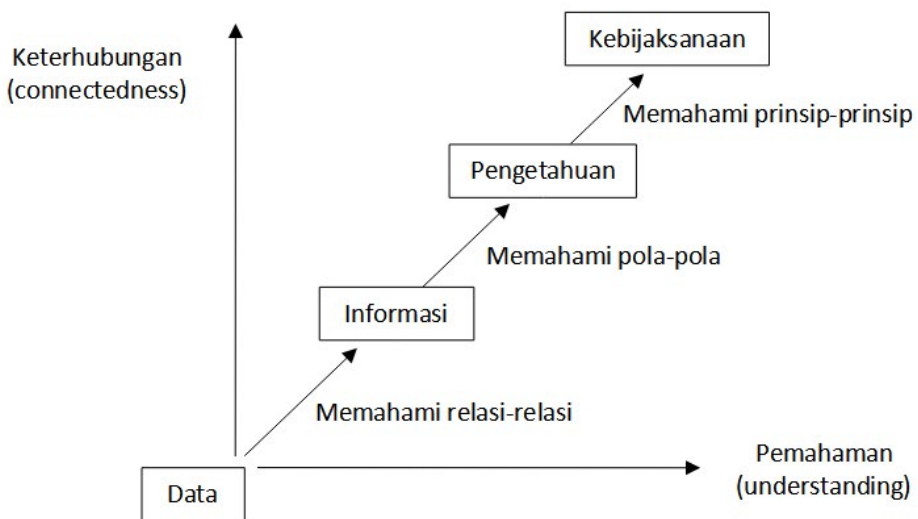 Kebijaksanaan
Keterhubungan
(connectedness)
Memahami prinsip-prinsip
Pengetahuan
Memahami pola-pola
Informasi
Memahami relasi-relasi
Pemahaman
(understanding)
Data